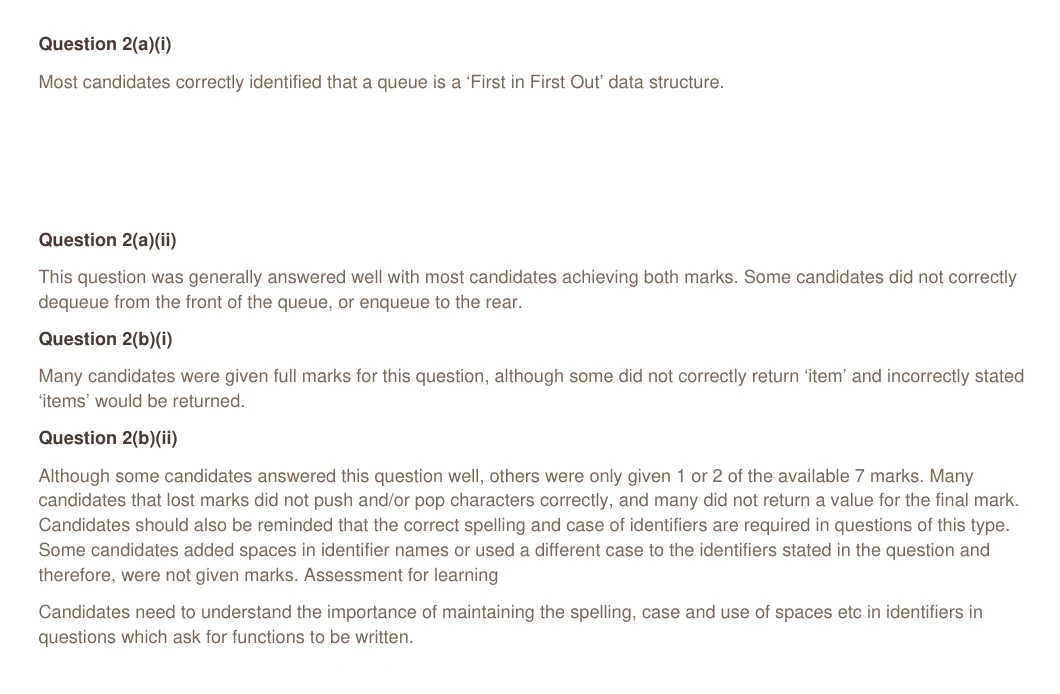 Question 2(a)(i)
Most candidates correctly identified that a queue is a ‘First in First Out’ data structure.
Question 2(a)(ii)
This question was generally answered well with most candidates achieving both marks. Some candidates did not correctly
dequeue from the front of the queue, or enqueue to the rear.
Question 2(b)(i)
Many candidates were given full marks for this question, although some did not correctly return ‘item’ and incorrectly stated
‘items’ would be returned.
Question 2(b)(ii)
Although some candidates answered this question well, others were only given 1 or 2 of the available 7 marks. Many
candidates that lost marks did not push and/or pop characters correctly, and many did not return a value for the final mark.
Candidates should also be reminded that the correct spelling and case of identifiers are required in questions of this type.
Some candidates added spaces in identifier names or used a different case to the identifiers stated in the question and
therefore, were not given marks. Assessment for learning
Candidates need to understand the importance of maintaining the spelling, case and use of spaces etc in identifiers in
questions which ask for functions to be written.